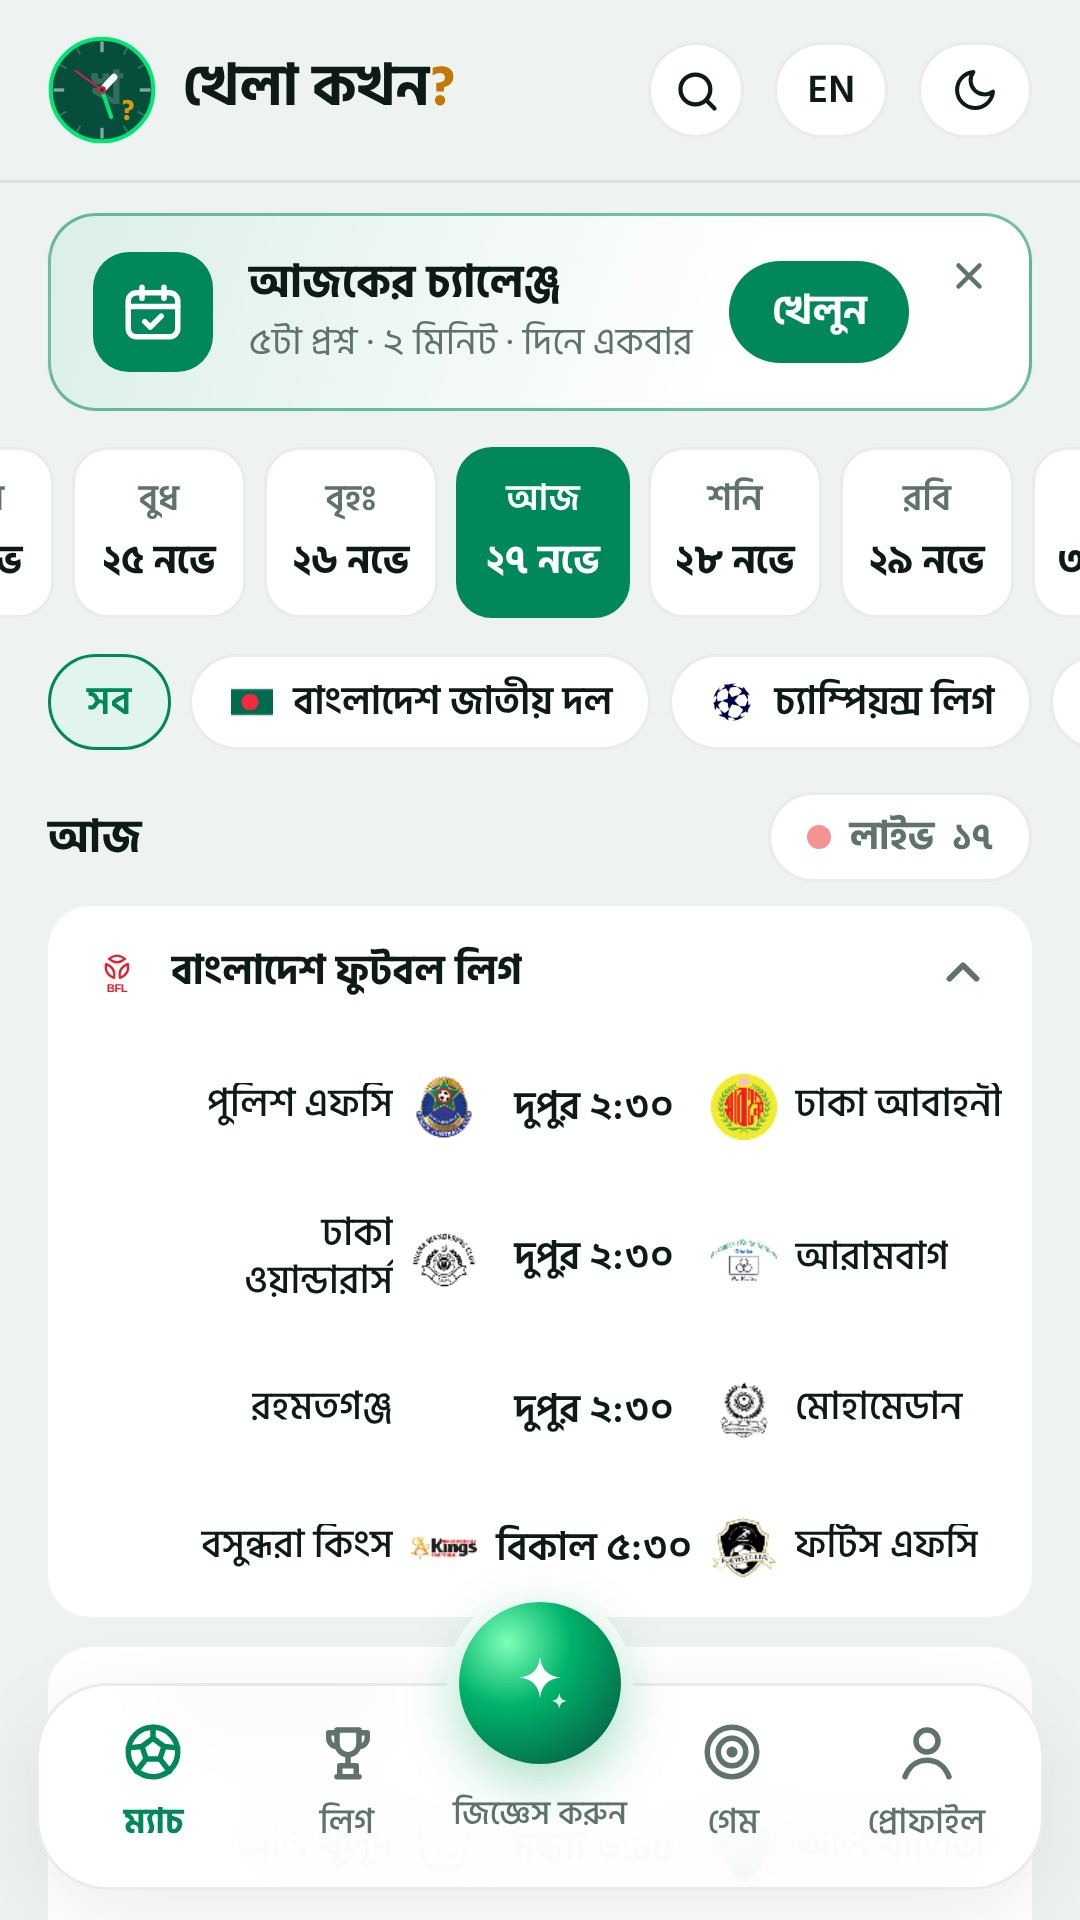 খেলা কখন?
EN
আজকের চ্যালেঞ্জ
৫টা প্রশ্ন · ২ মিনিট · দিনে একবার
খেলুন
বুধ
২৫ নভে
বৃহঃ
২৬ নভে
আজ
২৭ নভে
শনি
২৮ নভে
রবি
২৯ নভে
সব
বাংলাদেশ জাতীয় দল
চ্যাম্পিয়ন্স লিগ
আজ
লাইভ ১৭
BFL
বাংলাদেশ ফুটবল লিগ
পুলিশ এফসি
দুপুর ২:৩০
ঢাকা আবাহনী
ঢাকা
ওয়ান্ডারার্স
দুপুর ২:৩০
আরামবাগ
রহমতগঞ্জ
দুপুর ২:৩০
মোহামেডান
বসুন্ধরা কিংস
Kings
বিকাল ৫:৩০
ফর্টিস এফসি
ম্যাচ
লিগ
জিজ্ঞেস করুন
গেম
প্রোফাইল